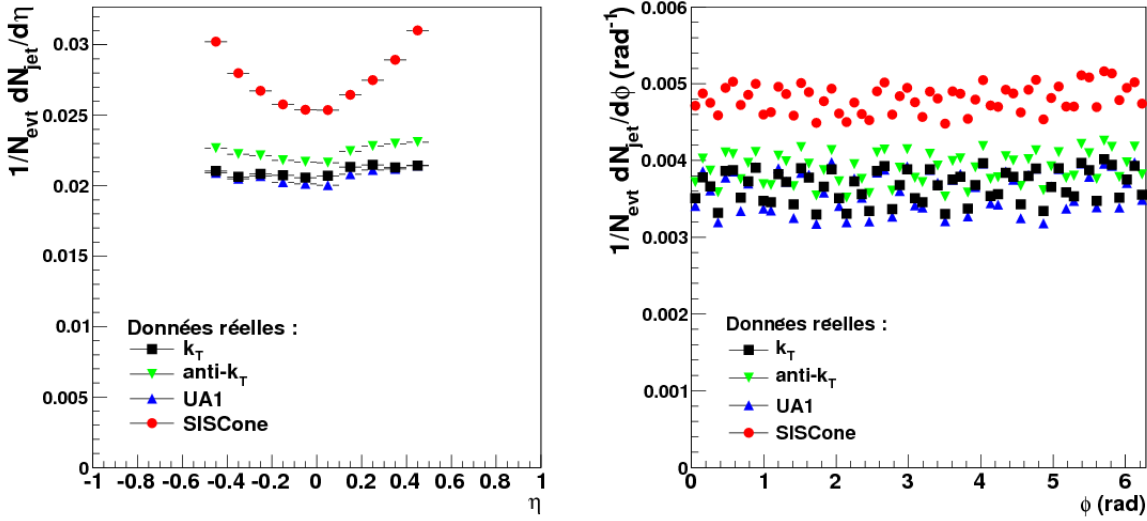 1/N_evt dN_jet/dη
0.03
0.025
0.02
0.015
0.01
0.005
0
-1 -0.8 -0.6 -0.4 -0.2 0 0.2 0.4 0.6 0.8 1
η
Données réelles :
k_T
anti-k_T
UA1
SISCone
1/N_evt dN_jet/dϕ (rad⁻¹)
0.006
0.005
0.004
0.003
0.002
0.001
0
0 1 2 3 4 5 6
ϕ (rad)
Données réelles :
k_T
anti-k_T
UA1
SISCone